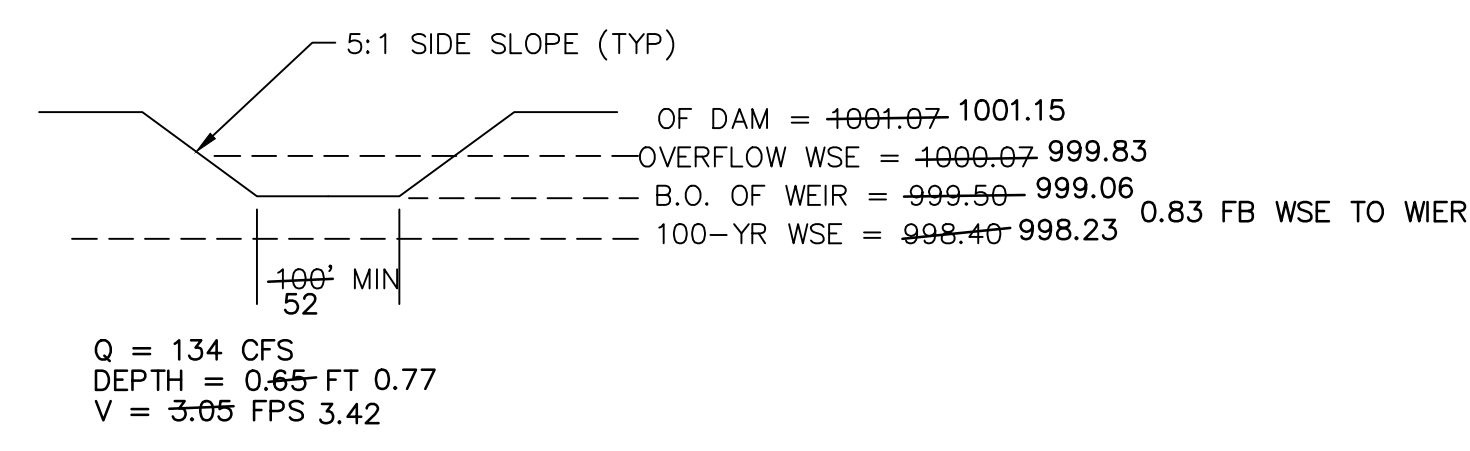 5:1 SIDE SLOPE (TYP)
OF DAM = 1001.07 1001.15
OVERFLOW WSE = 1000.07 999.83
B.O. OF WEIR = 999.50 999.06
0.83 FB WSE TO WIER
100-YR WSE = 998.40 998.23
100' MIN
52
Q = 134 CFS
DEPTH = 0.65 FT 0.77
V = 3.05 FPS 3.42